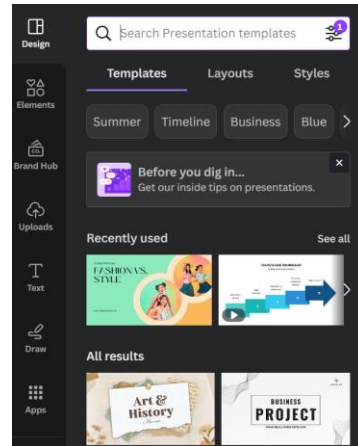 Design
Elements
Brand Hub
Uploads
Text
Draw
Apps
Search Presentation templates
1
Templates Layouts Styles
Summer Timeline Business Blue
Before you dig in...
Get our inside tips on presentations.
Recently used See all
FASHION VS.
STYLE
All results
Art &
History
BUSINESS
PROJECT